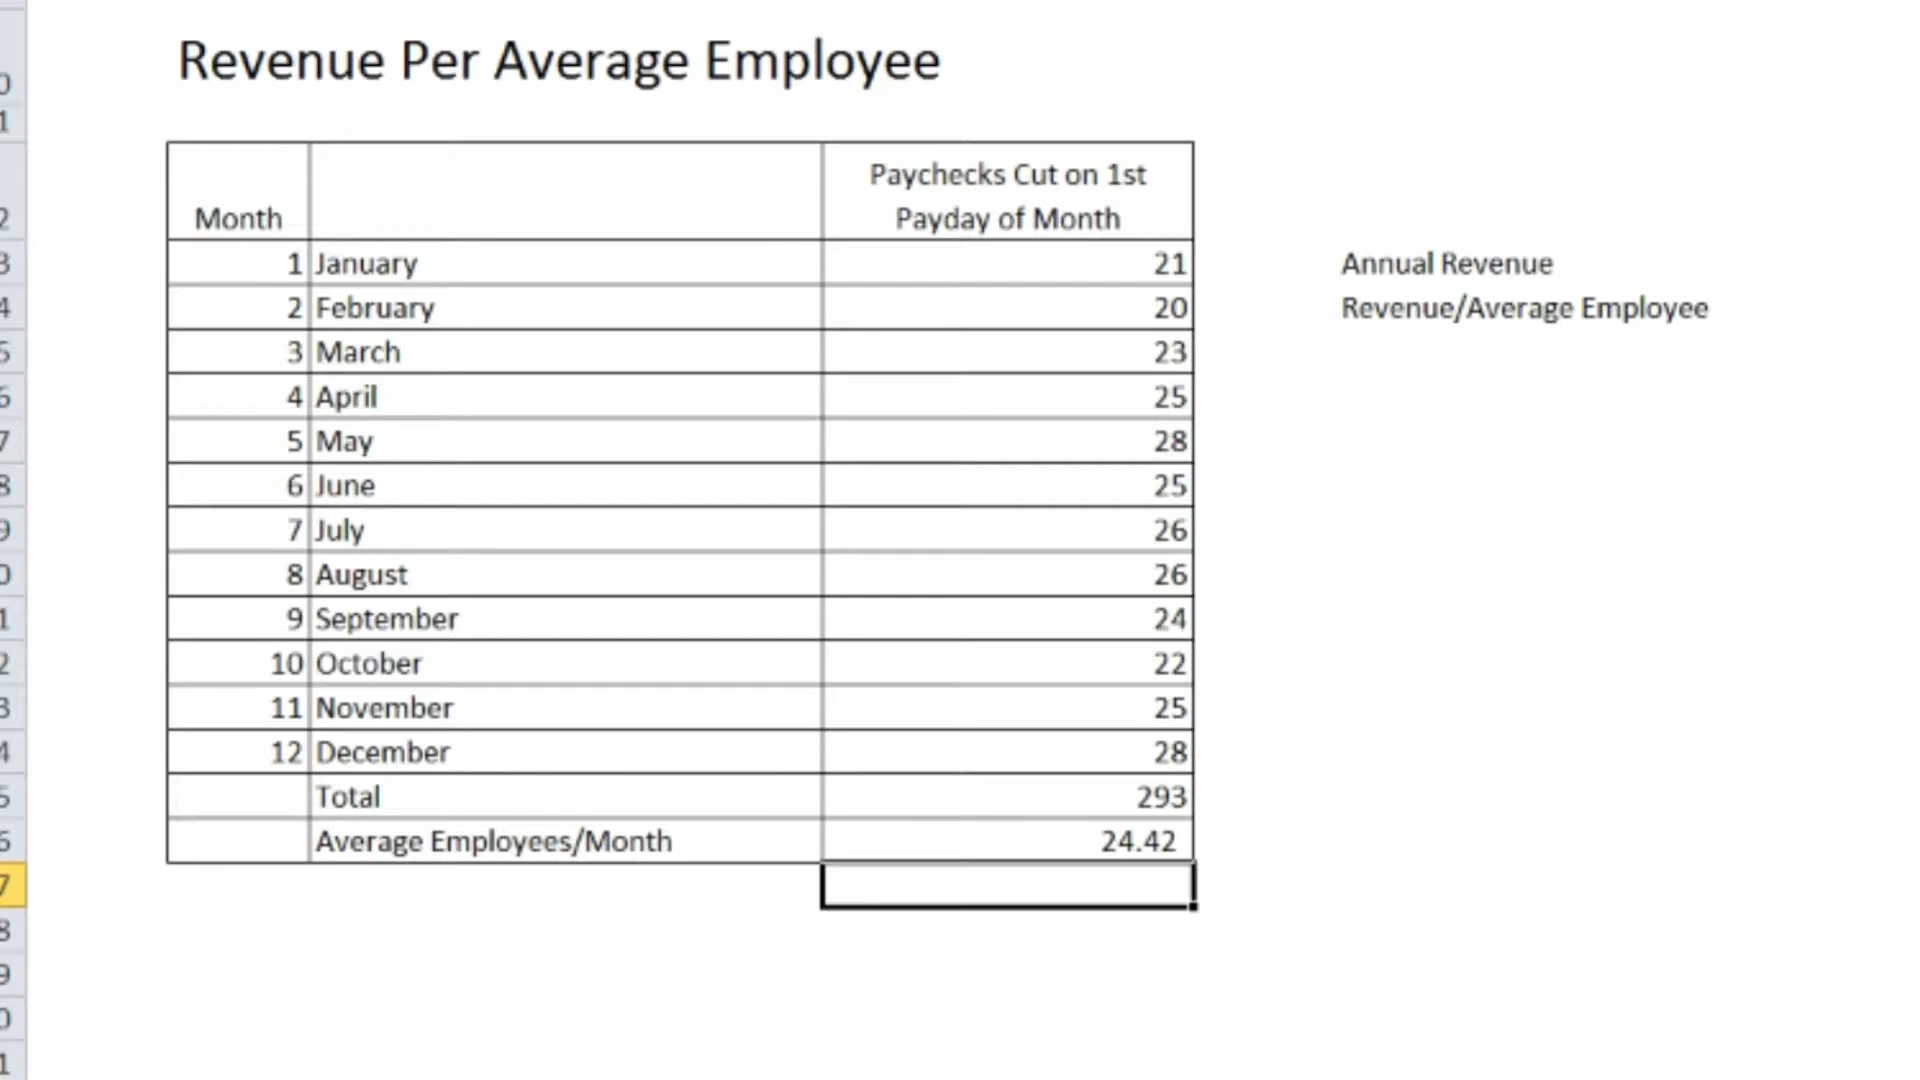 Revenue Per Average Employee
Paychecks Cut on 1st
Month Payday of Month
1 January 21
2 February 20
3 March 23
4 April 25
5 May 28
6 June 25
7 July 26
8 August 26
9 September 24
10 October 22
11 November 25
12 December 28
Total 293
Average Employees/Month 24.42
Annual Revenue
Revenue/Average Employee